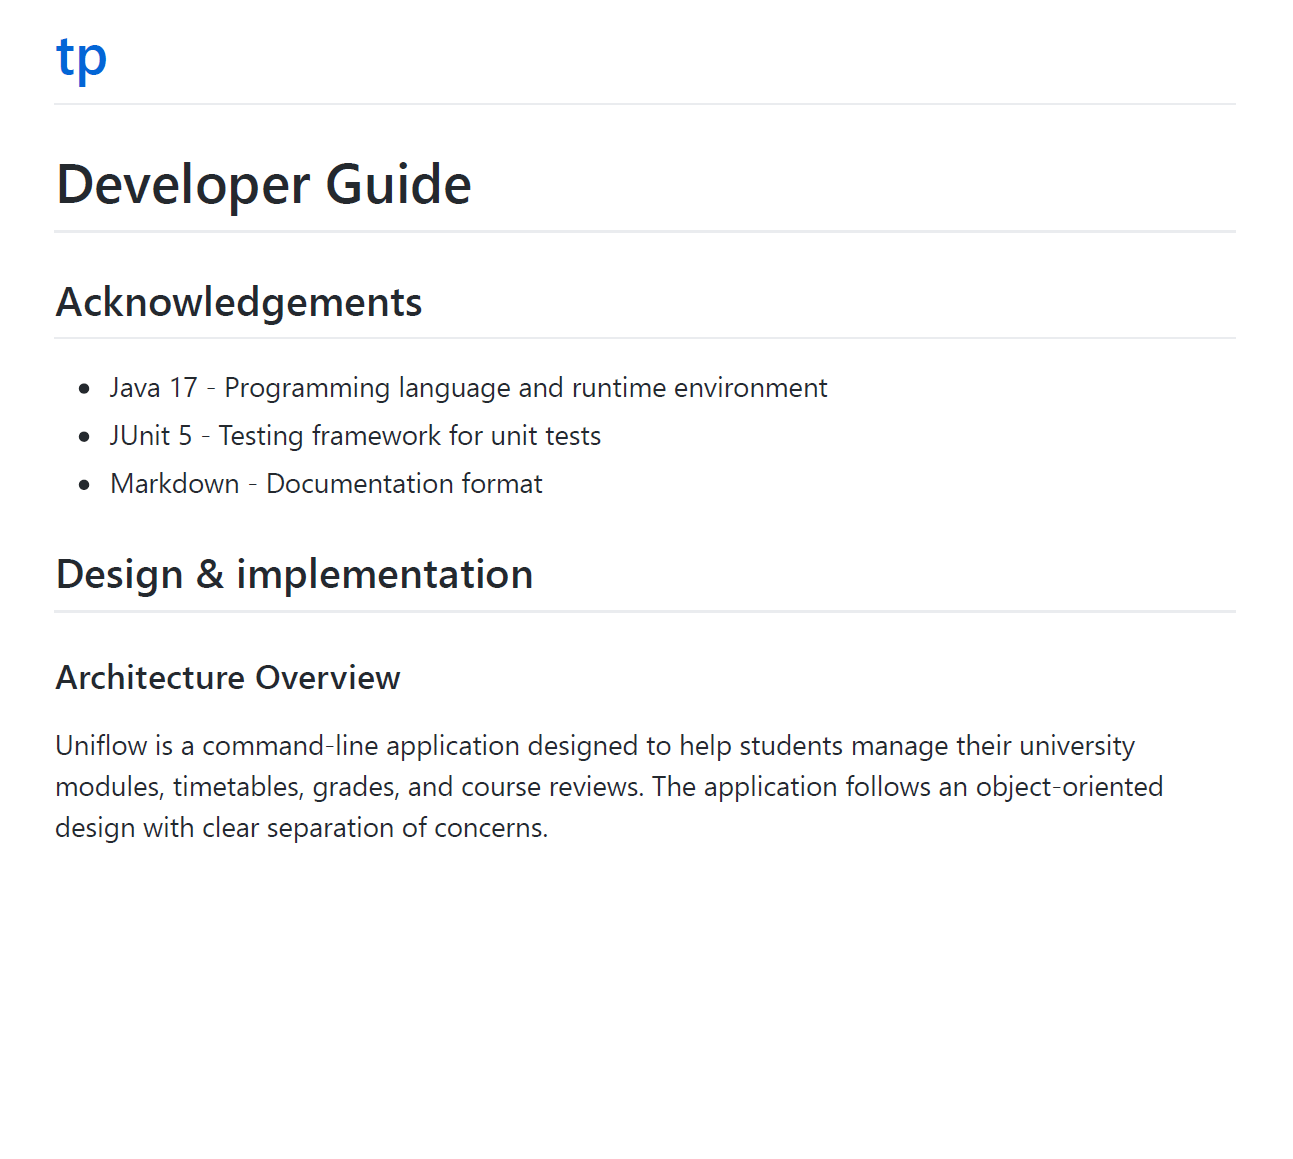 tp
Developer Guide
Acknowledgements
Java 17 - Programming language and runtime environment
JUnit 5 - Testing framework for unit tests
Markdown - Documentation format
Design & implementation
Architecture Overview
Uniflow is a command-line application designed to help students manage their university
modules, timetables, grades, and course reviews. The application follows an object-oriented
design with clear separation of concerns.